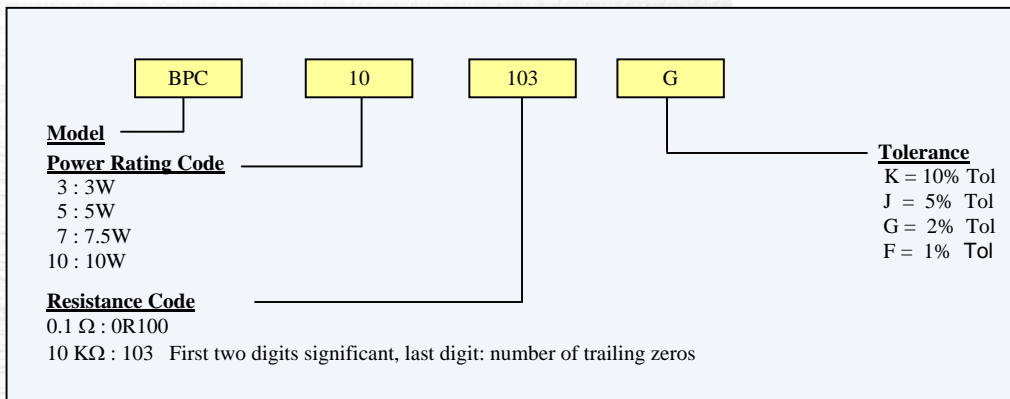 BPC 10 103 G
Model
Power Rating Code
3 : 3W
5 : 5W
7 : 7.5W
10 : 10W
Resistance Code
0.1 Ω : 0R100
10 KΩ : 103 First two digits significant, last digit: number of trailing zeros
Tolerance
K = 10% Tol
J = 5% Tol
G = 2% Tol
F = 1% Tol